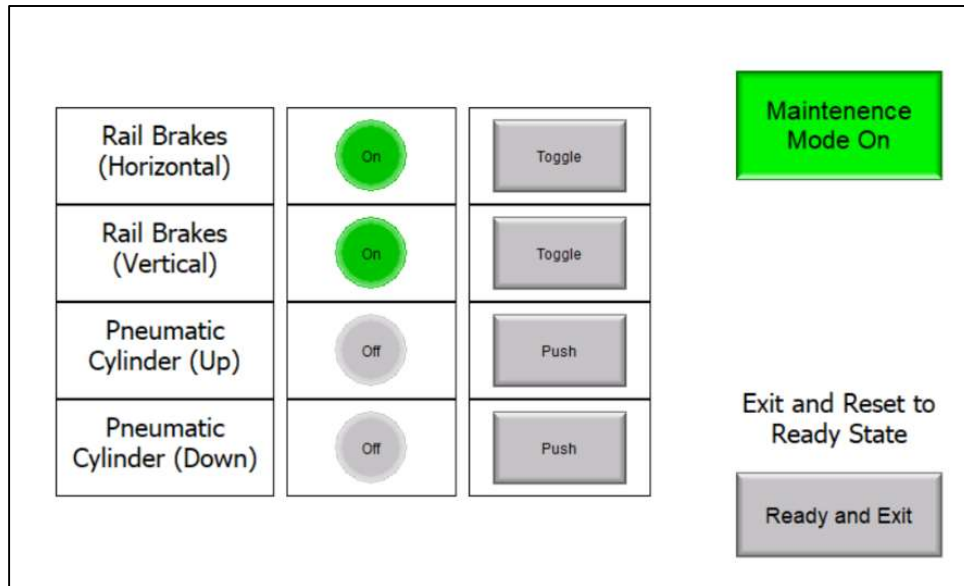 Maintenence
Mode On
Rail Brakes
(Horizontal)
On
Toggle
Rail Brakes
(Vertical)
On
Toggle
Pneumatic
Cylinder (Up)
Off
Push
Pneumatic
Cylinder (Down)
Off
Push
Exit and Reset to
Ready State
Ready and Exit